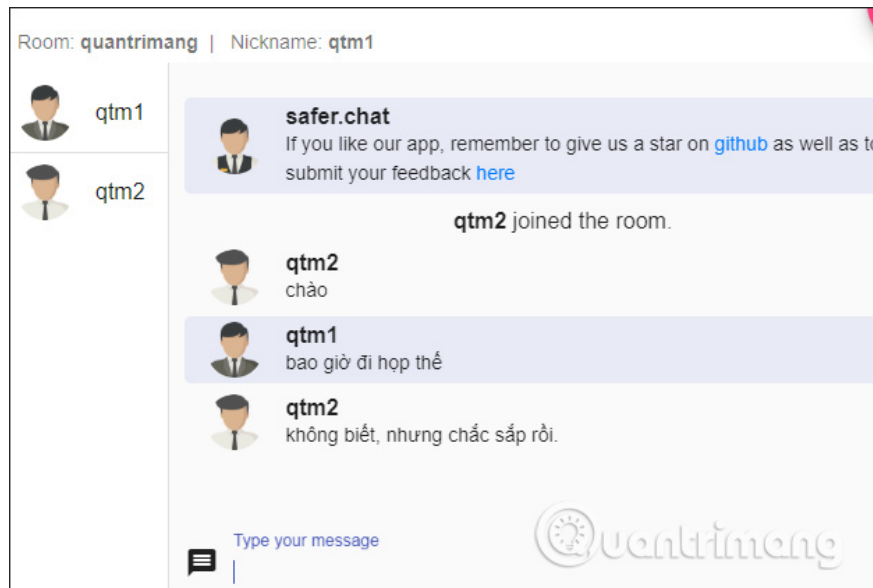 Room: quantrimang | Nickname: qtm1
qtm1
qtm2
safer.chat
If you like our app, remember to give us a star on github as well as to
submit your feedback here
qtm2 joined the room.
qtm2
chào
qtm1
bao giờ đi họp thế
qtm2
không biết, nhưng chắc sắp rồi.
Type your message
Quantrimang